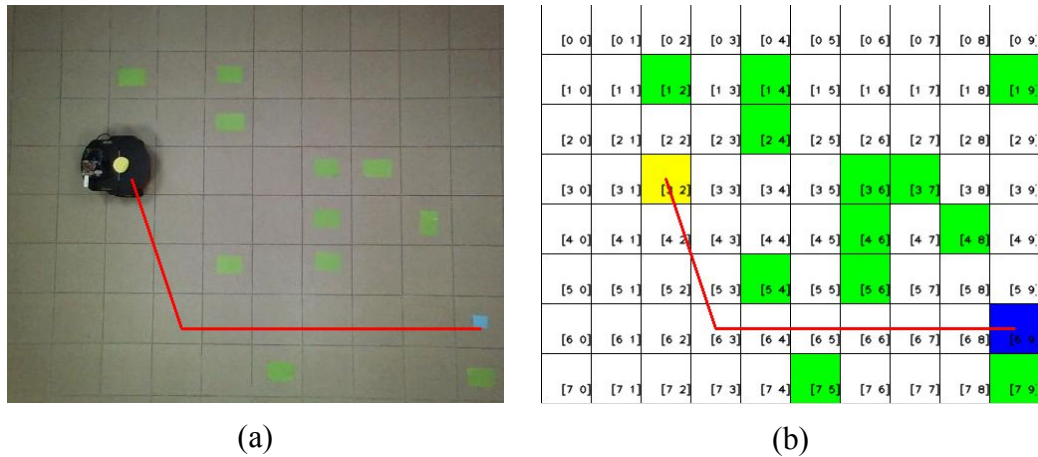 [0 0] [0 1] [0 2] [0 3] [0 4] [0 5] [0 6] [0 7] [0 8] [0 9]
[1 0] [1 1] [1 2] [1 3] [1 4] [1 5] [1 6] [1 7] [1 8] [1 9]
[2 0] [2 1] [2 2] [2 3] [2 4] [2 5] [2 6] [2 7] [2 8] [2 9]
[3 0] [3 1] [3 2] [3 3] [3 4] [3 5] [3 6] [3 7] [3 8] [3 9]
[4 0] [4 1] [4 2] [4 3] [4 4] [4 5] [4 6] [4 7] [4 8] [4 9]
[5 0] [5 1] [5 2] [5 3] [5 4] [5 5] [5 6] [5 7] [5 8] [5 9]
[6 0] [6 1] [6 2] [6 3] [6 4] [6 5] [6 6] [6 7] [6 8] [6 9]
[7 0] [7 1] [7 2] [7 3] [7 4] [7 5] [7 6] [7 7] [7 8] [7 9]
(a) (b)